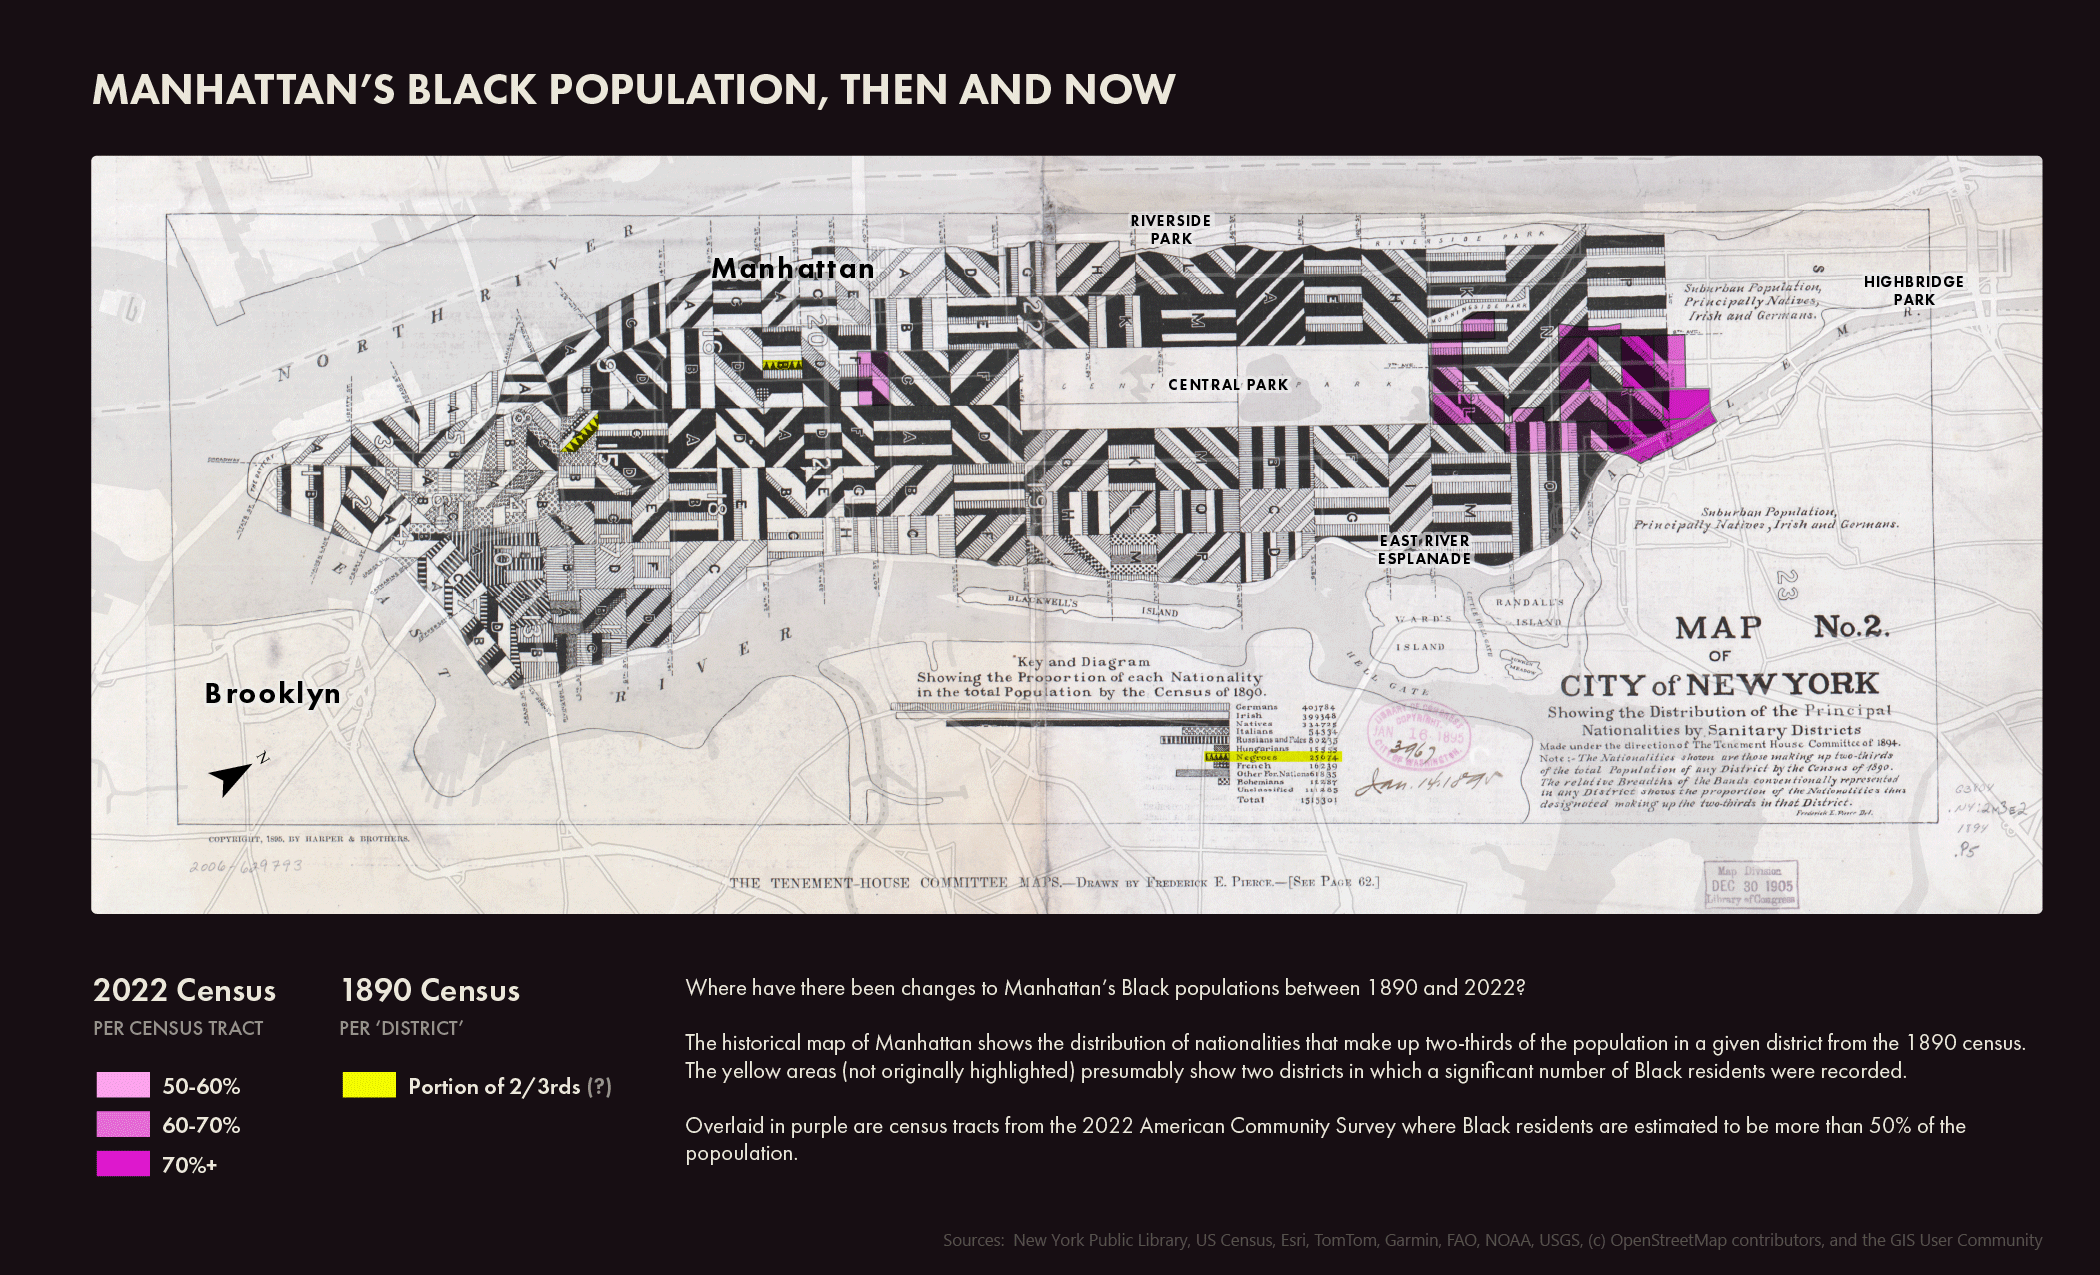 MANHATTAN'S BLACK POPULATION, THEN AND NOW
RIVERSIDE
PARK
Manhattan
NORTH RIVER
RIVERSIDE PARK
HIGHBRIDGE
PARK
Suburban Population,
Principally Natives,
Irish and Germans.
MORNINGSIDE PARK
CENTRAL PARK
THE BATTERY
Suburban Population,
Principally Natives, Irish and Germans.
EAST RIVER
ESPLANADE
EAST RIVER
HARLEM R.
BLACKWELL'S ISLAND
WARD'S
ISLAND
RANDALL'S
ISLAND
HELL GATE
23
Brooklyn
N
Key and Diagram
Showing the Proportion of each Nationality
in the total Population by the Census of 1890.
Germans 403784
Irish 399348
Natives 334725
Italians 54334
Russians and Poles 80235
Hungarians
Negroes 25674
French 16239
Other For. Nations 61835
Bohemians
Unclassified
Total 1515301
LIBRARY OF CONGRESS
COPYRIGHT
JAN 16 1895
CITY OF WASHINGTON
3967
Jan. 14. 1895
MAP No.2.
OF
CITY of NEW YORK
Showing the Distribution of the Principal
Nationalities by Sanitary Districts
Made under the direction of The Tenement House Committee of 1894.
Note:- The Nationalities shown are those making up two-thirds
of the total Population of any District by the Census of 1890.
The relative Breadths of the Bands conventionally represented
in any District shows the proportion of the Nationalities thus
designated making up the two-thirds in that District.
Frederick E. Pierce Del.
COPYRIGHT, 1895, BY HARPER & BROTHERS.
2006-629793
1894
.P5
THE TENEMENT-HOUSE COMMITTEE MAPS.—DRAWN BY FREDERICK E. PIERCE.—[SEE PAGE 62.]
Map Division
DEC 30 1905
Library of Congress
2022 Census
PER CENSUS TRACT
50-60%
60-70%
70%+
1890 Census
PER 'DISTRICT'
Portion of 2/3rds (?)
Where have there been changes to Manhattan's Black populations between 1890 and 2022?
The historical map of Manhattan shows the distribution of nationalities that make up two-thirds of the population in a given district from the 1890 census.
The yellow areas (not originally highlighted) presumably show two districts in which a significant number of Black residents were recorded.
Overlaid in purple are census tracts from the 2022 American Community Survey where Black residents are estimated to be more than 50% of the
popoulation.
Sources: New York Public Library, US Census, Esri, TomTom, Garmin, FAO, NOAA, USGS, (c) OpenStreetMap contributors, and the GIS User Community